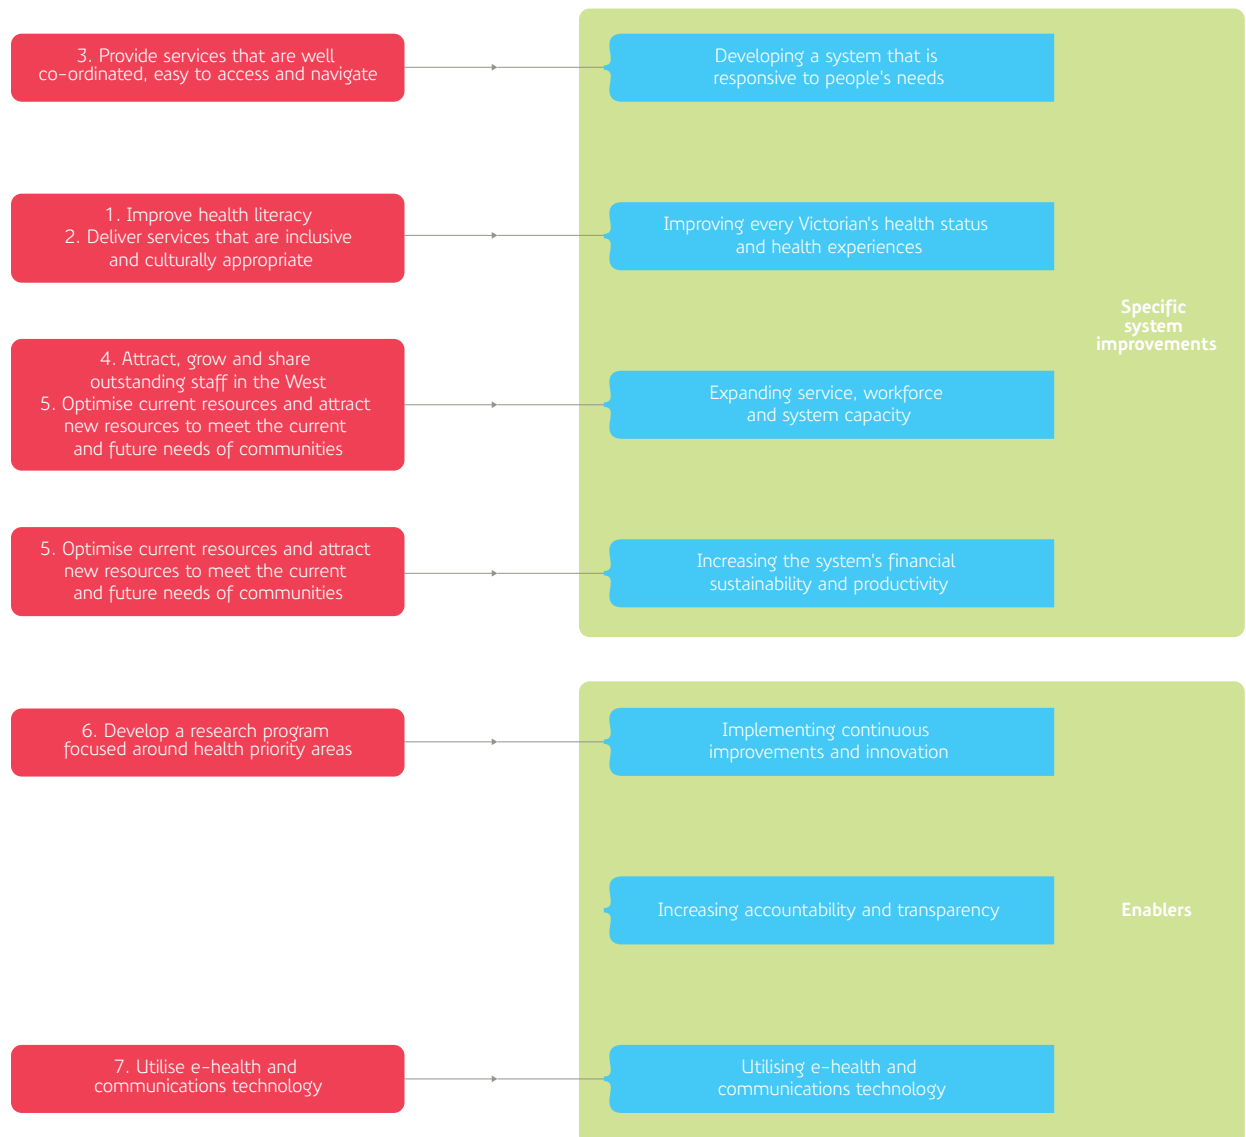 3. Provide services that are well
co-ordinated, easy to access and navigate
Developing a system that is
responsive to people's needs
1. Improve health literacy
2. Deliver services that are inclusive
and culturally appropriate
Improving every Victorian's health status
and health experiences
Specific
system
improvements
4. Attract, grow and share
outstanding staff in the West
5. Optimise current resources and attract
new resources to meet the current
and future needs of communities
Expanding service, workforce
and system capacity
5. Optimise current resources and attract
new resources to meet the current
and future needs of communities
Increasing the system's financial
sustainability and productivity
6. Develop a research program
focused around health priority areas
Implementing continuous
improvements and innovation
Increasing accountability and transparency
Enablers
7. Utilise e-health and
communications technology
Utilising e-health and
communications technology